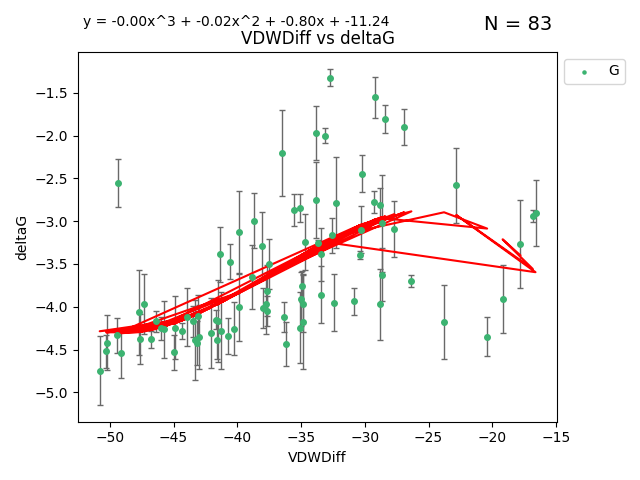 y = -0.00x^3 + -0.02x^2 + -0.80x + -11.24
N = 83
VDWDiff vs deltaG
G
deltaG
−1.5
−2.0
−2.5
−3.0
−3.5
−4.0
−4.5
−5.0
−50 −45 −40 −35 −30 −25 −20 −15
VDWDiff